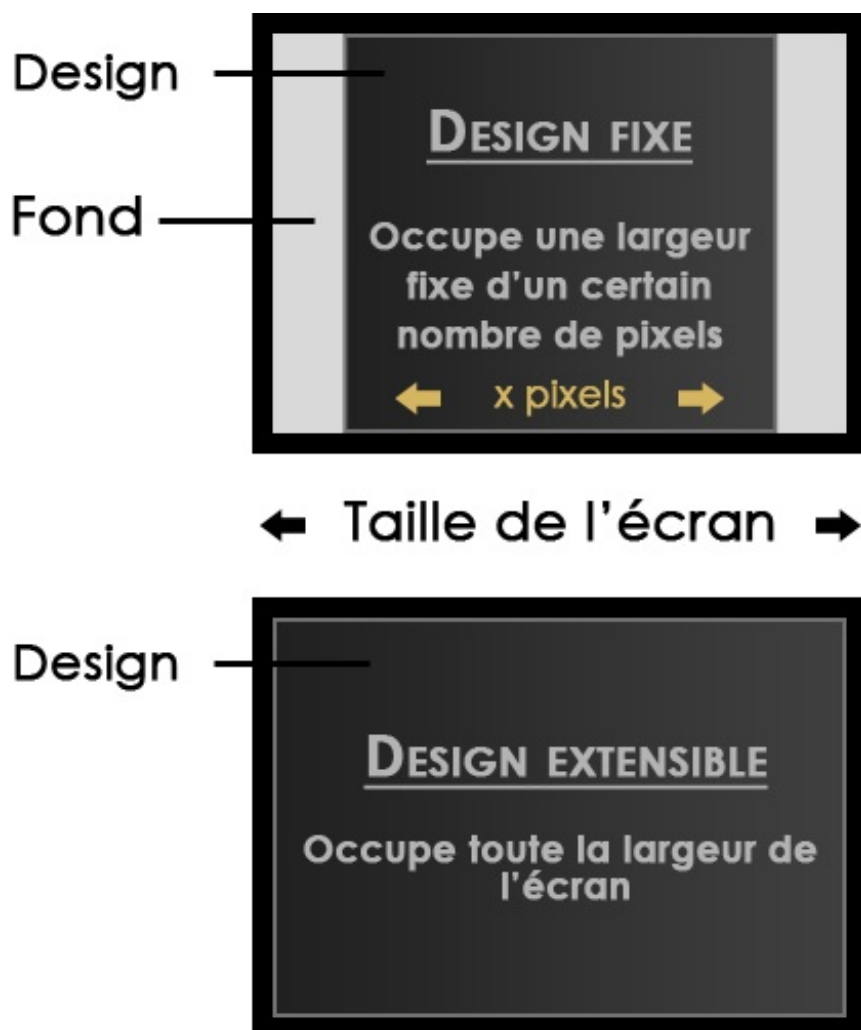 Design
DESIGN FIXE
Fond
Occupe une largeur
fixe d'un certain
nombre de pixels
x pixels
Taille de l'écran
Design
DESIGN EXTENSIBLE
Occupe toute la largeur de
l'écran